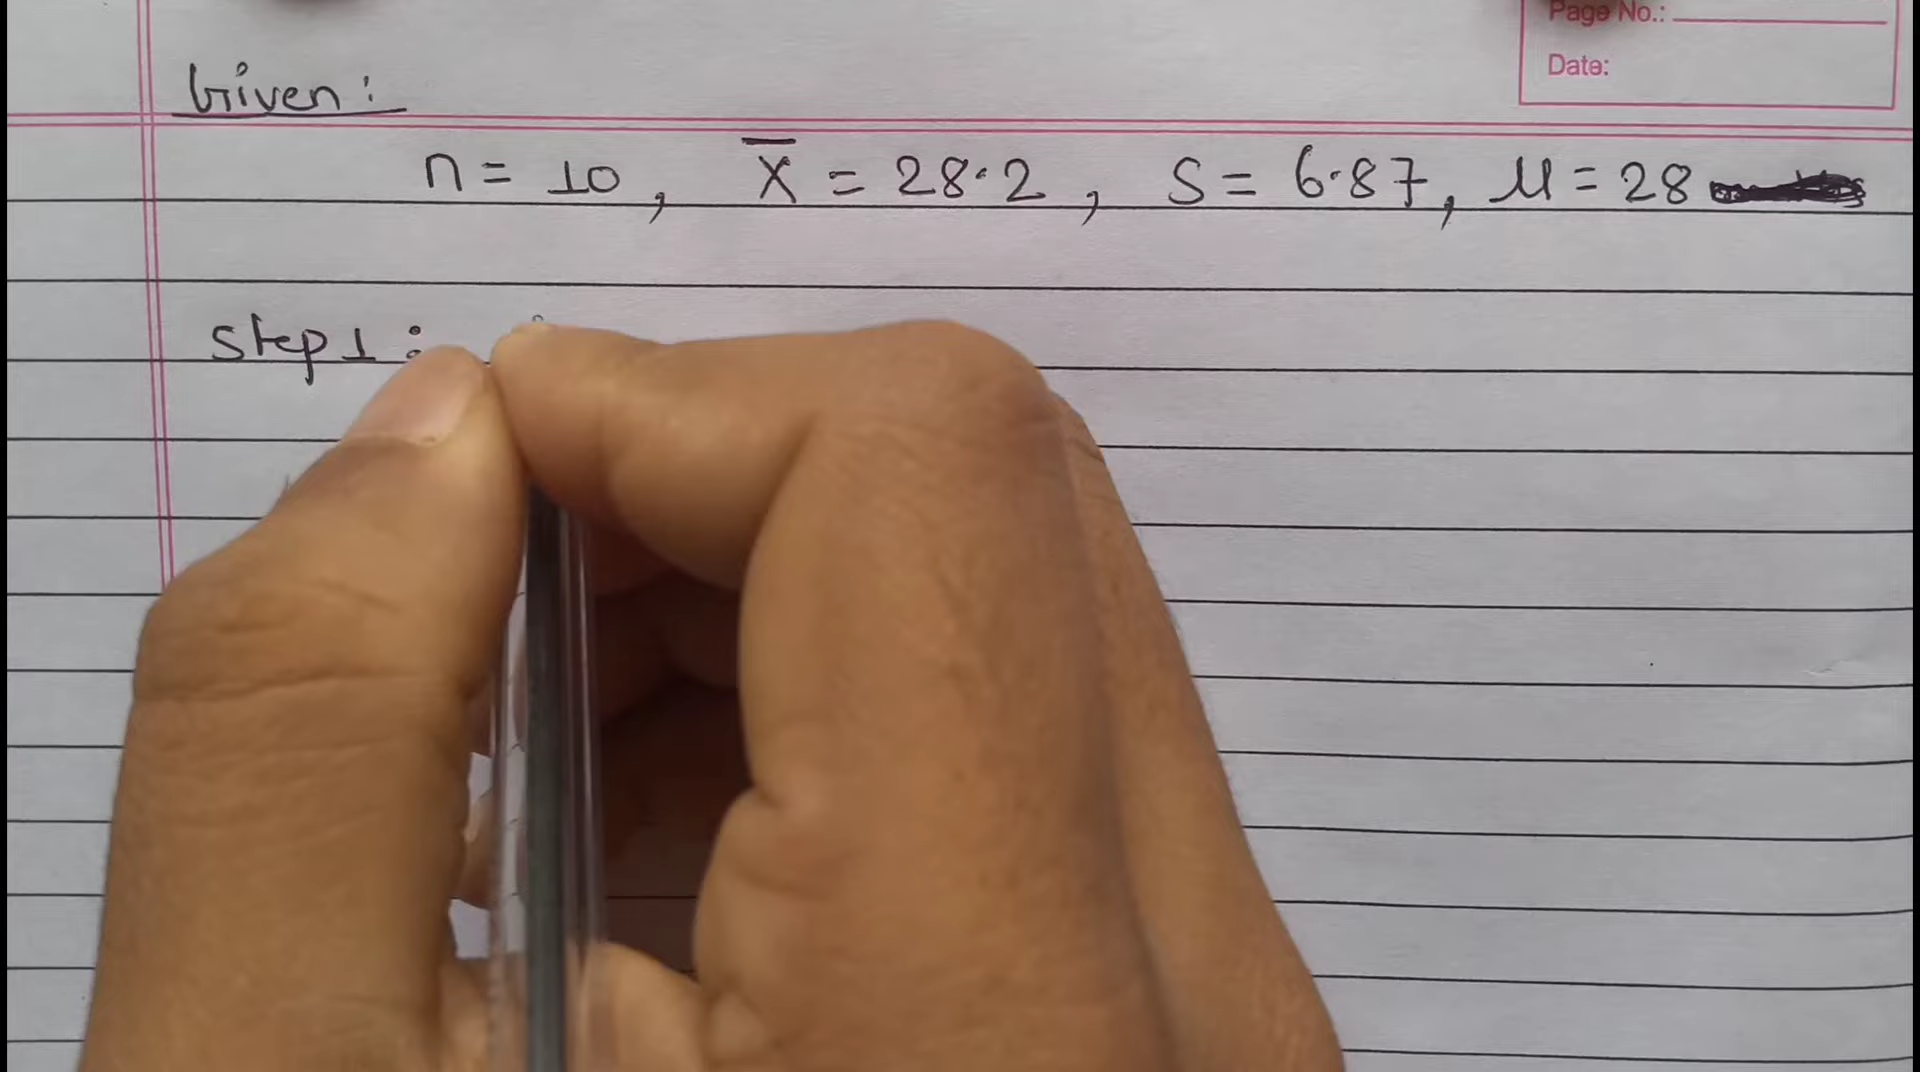 Page No.:
Date:
Given:
n = 10, X̄ = 28.2, S = 6.87, μ = 28
Step 1: